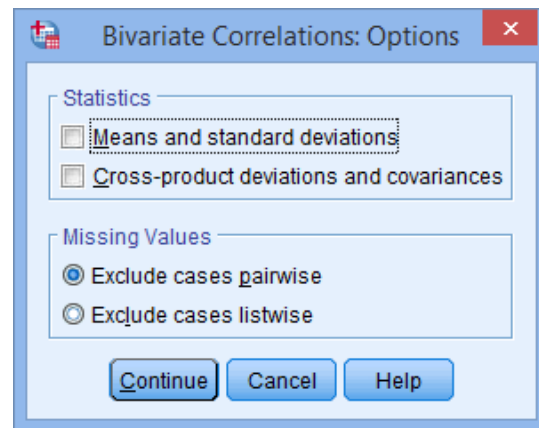 Bivariate Correlations: Options
Statistics
Means and standard deviations
Cross-product deviations and covariances
Missing Values
Exclude cases pairwise
Exclude cases listwise
Continue Cancel Help